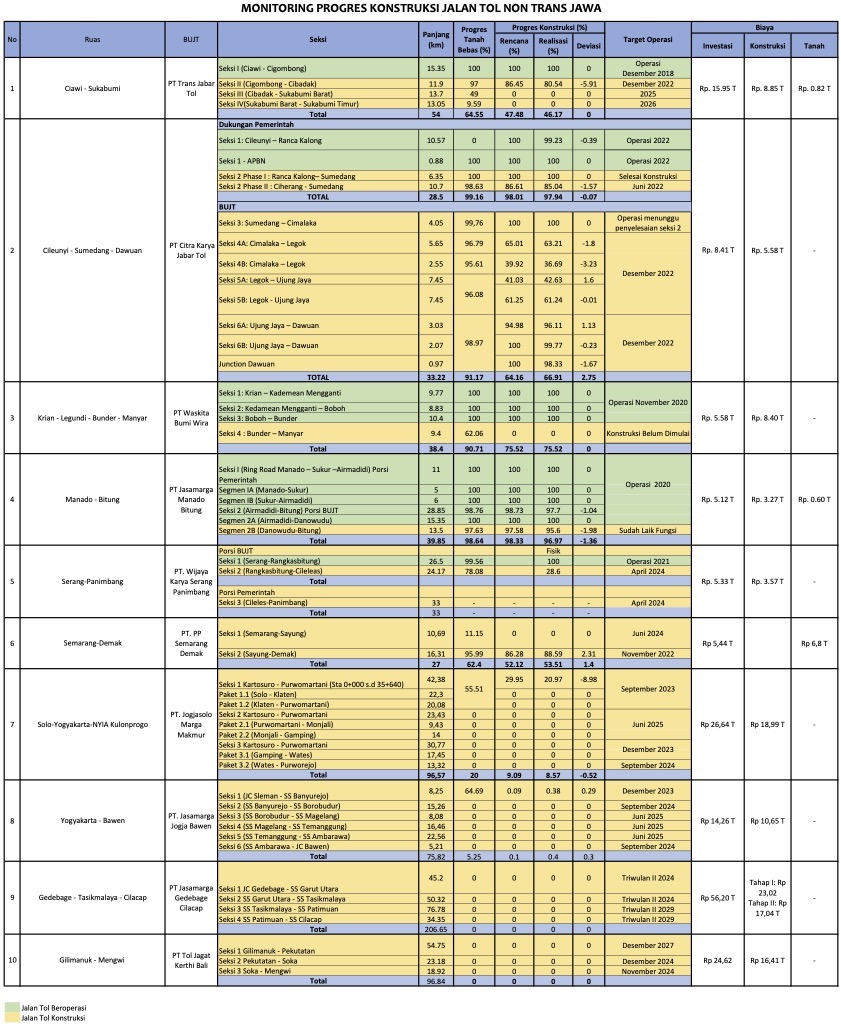 MONITORING PROGRES KONSTRUKSI JALAN TOL NON TRANS JAWA
No Ruas BUJT Seksi Panjang (km) Progres Tanah Bebas (%) Progres Konstruksi (%) Rencana (%) Realisasi (%) Deviasi Target Operasi Biaya Investasi Konstruksi Tanah
1 Ciawi - Sukabumi PT Trans Jabar Tol Rp. 15.95 T Rp. 8.85 T Rp. 0.82 T
Seksi I (Ciawi - Cigombong) 15.35 100 100 100 0 Operasi Desember 2018
Seksi II (Cigombong - Cibadak) 11.9 97 86.45 80.54 -5.91 Desember 2022
Seksi III (Cibadak - Sukabumi Barat) 13.7 49 0 0 0 2025
Seksi IV(Sukabumi Barat - Sukabumi Timur) 13.05 9.59 0 0 0 2026
Total 54 64.55 47.48 46.17 0
2 Cileunyi - Sumedang - Dawuan PT Citra Karya Jabar Tol Rp. 8.41 T Rp. 5.58 T -
Dukungan Pemerintah
Seksi 1: Cileunyi – Ranca Kalong 10.57 0 100 99.23 -0.39 Operasi 2022
Seksi 1 - APBN 0.88 100 100 100 0 Operasi 2022
Seksi 2 Phase I : Ranca Kalong– Sumedang 6.35 100 100 100 0 Selesai Konstruksi
Seksi 2 Phase II : Ciherang - Sumedang 10.7 98.63 86.61 85.04 -1.57 Juni 2022
TOTAL 28.5 99.16 98.01 97.94 -0.07
BUJT
Seksi 3: Sumedang – Cimalaka 4.05 99,76 100 100 0 Operasi menunggu penyelesaian seksi 2
Seksi 4A: Cimalaka – Legok 5.65 96.79 65.01 63.21 -1.8 Desember 2022
Seksi 4B: Cimalaka – Legok 2.55 95.61 39.92 36.69 -3.23
Seksi 5A: Legok – Ujung Jaya 7.45 96.08 41.03 42.63 1.6
Seksi 5B: Legok - Ujung Jaya 7.45 61.25 61.24 -0.01
Seksi 6A: Ujung Jaya – Dawuan 3.03 98.97 94.98 96.11 1.13 Desember 2022
Seksi 6B: Ujung Jaya – Dawuan 2.07 100 99.77 -0.23
Junction Dawuan 0.97 100 98.33 -1.67
TOTAL 33.22 91.17 64.16 66.91 2.75
3 Krian - Legundi - Bunder - Manyar PT Waskita Bumi Wira Rp. 5.58 T Rp. 8.40 T -
Seksi 1: Krian – Kademean Mengganti 9.77 100 100 100 0 Operasi November 2020
Seksi 2: Kedamean Mengganti – Boboh 8.83 100 100 100 0
Seksi 3: Boboh – Bunder 10.4 100 100 100 0
Seksi 4 : Bunder – Manyar 9.4 62.06 0 0 0 Konstruksi Belum Dimulai
Total 38.4 90.71 75.52 75.52 0
4 Manado - Bitung PT Jasamarga Manado Bitung Rp. 5.12 T Rp. 3.27 T Rp. 0.60 T
Seksi I (Ring Road Manado – Sukur –Airmadidi) Porsi Pemerintah 11 100 100 100 0 Operasi 2020
Segmen IA (Manado-Sukur) 5 100 100 100 0
Segmen IB (Sukur-Airmadidi) 6 100 100 100 0
Seksi 2 (Airmadidi-Bitung) Porsi BUJT 28.85 98.76 98.73 97.7 -1.04
Segmen 2A (Airmadidi-Danowudu) 15.35 100 100 100 0
Segmen 2B (Danowudu-Bitung) 13.5 97.63 97.58 95.6 -1.98 Sudah Laik Fungsi
Total 39.85 98.64 98.33 96.97 -1.36
5 Serang-Panimbang PT. Wijaya Karya Serang Panimbang Rp. 5.33 T Rp. 3.57 T -
Porsi BUJT Fisik
Seksi 1 (Serang-Rangkasbitung) 26.5 99.56 100 Operasi 2021
Seksi 2 (Rangkasbitung-Cileleas) 24.17 78.08 28.6 April 2024
Total
Porsi Pemerintah
Seksi 3 (Cileles-Panimbang) 33 - - - - April 2024
Total 33 - - - -
6 Semarang-Demak PT. PP Semarang Demak Rp 5,44 T Rp 6,8 T
Seksi 1 (Semarang-Sayung) 10,69 11.15 0 0 0 Juni 2024
Seksi 2 (Sayung-Demak) 16,31 95.99 86.28 88.59 2.31 November 2022
Total 27 62.4 52.12 53.51 1.4
7 Solo-Yogyakarta-NYIA Kulonprogo PT. Jogjasolo Marga Makmur Rp 26,64 T Rp 18,99 T -
Seksi 1 Kartosuro - Purwomartani (Sta 0+000 s.d 35+640) 42,38 55.51 29.95 20.97 -8.98 September 2023
Paket 1.1 (Solo - Klaten) 22,3 0 0 0
Paket 1.2 (Klaten - Purwomartani) 20,08 0 0 0
Seksi 2 Kartosuro - Purwomartani 23,43 0 0 0 0 Juni 2025
Paket 2.1 (Purwomartani - Monjali) 9,43 0 0 0 0
Paket 2.2 (Monjali - Gamping) 14 0 0 0 0
Seksi 3 Kartosuro - Purwomartani 30,77 0 0 0 0 Desember 2023
Paket 3.1 (Gamping - Wates) 17,45 0 0 0 0
Paket 3.2 (Wates - Purworejo) 13,32 0 0 0 0 September 2024
Total 96,57 20 9.09 8.57 -0.52
8 Yogyakarta - Bawen PT. Jasamarga Jogja Bawen Rp 14,26 T Rp 10,65 T -
Seksi 1 (JC Sleman - SS Banyurejo) 8,25 64.69 0.09 0.38 0.29 Desember 2023
Seksi 2 (SS Banyurejo - SS Borobudur) 15,26 0 0 0 0 September 2024
Seksi 3 (SS Borobudur - SS Magelang) 8,08 0 0 0 0 Juni 2025
Seksi 4 (SS Magelang - SS Temanggung) 16,46 0 0 0 0 Juni 2025
Seksi 5 (SS Temanggung - SS Ambarawa) 22,56 0 0 0 0 Juni 2025
Seksi 6 (SS Ambarawa - JC Bawen) 5,21 0 0 0 0 September 2024
Total 75,82 5.25 0.1 0.4 0.3
9 Gedebage - Tasikmalaya - Cilacap PT Jasamarga Gedebage Cilacap Rp 56,20 T Tahap I: Rp 23,02 Tahap II: Rp 17,04 T -
Seksi 1 JC Gedebage - SS Garut Utara 45.2 0 0 0 0 Triwulan II 2024
Seksi 2 SS Garut Utara - SS Tasikmalaya 50.32 0 0 0 0 Triwulan II 2024
Seksi 3 SS Tasikmalaya - SS Patimuan 76.78 0 0 0 0 Triwulan II 2029
Seksi 4 SS Patimuan - SS Cilacap 34.35 0 0 0 0 Triwulan II 2029
Total 206.65 0 0 0 0
10 Gilimanuk - Mengwi PT Tol Jagat Kerthi Bali Rp 24,62 Rp 16,41 T -
Seksi 1 Gilimanuk - Pekutatan 54.75 0 0 0 0 Desember 2027
Seksi 2 Pekutatan - Soka 23.18 0 0 0 0 Desember 2024
Seksi 3 Soka - Mengwi 18.92 0 0 0 0 November 2024
Total 96.84 0 0 0 0
Jalan Tol Beroperasi
Jalan Tol Konstruksi